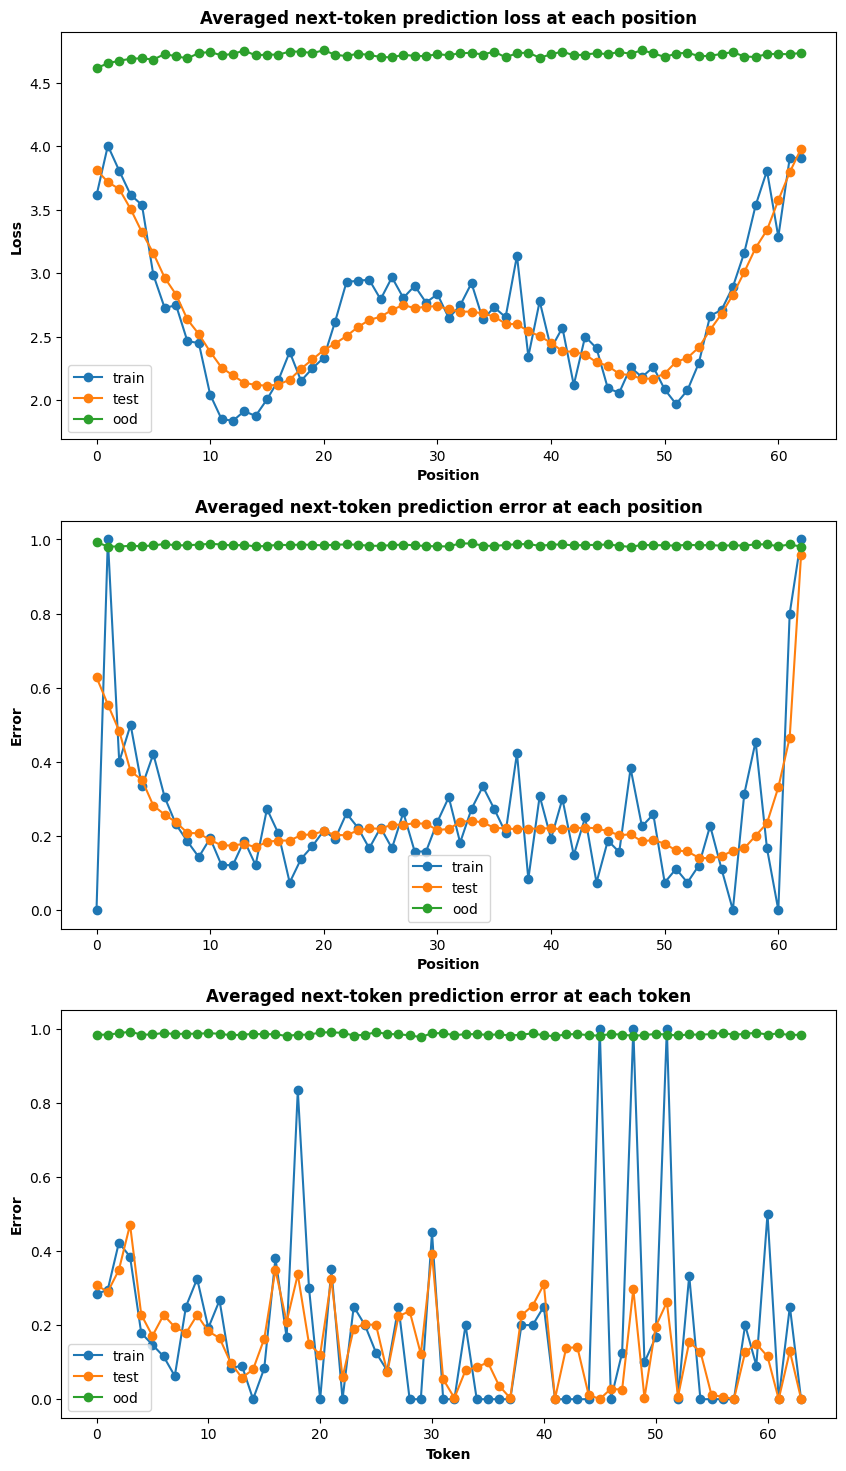 Averaged next-token prediction loss at each position
Loss
4.5
4.0
3.5
3.0
2.5
2.0
train
test
ood
0 10 20 30 40 50 60
Position
Averaged next-token prediction error at each position
Error
1.0
0.8
0.6
0.4
0.2
0.0
train
test
ood
0 10 20 30 40 50 60
Position
Averaged next-token prediction error at each token
Error
1.0
0.8
0.6
0.4
0.2
0.0
train
test
ood
0 10 20 30 40 50 60
Token